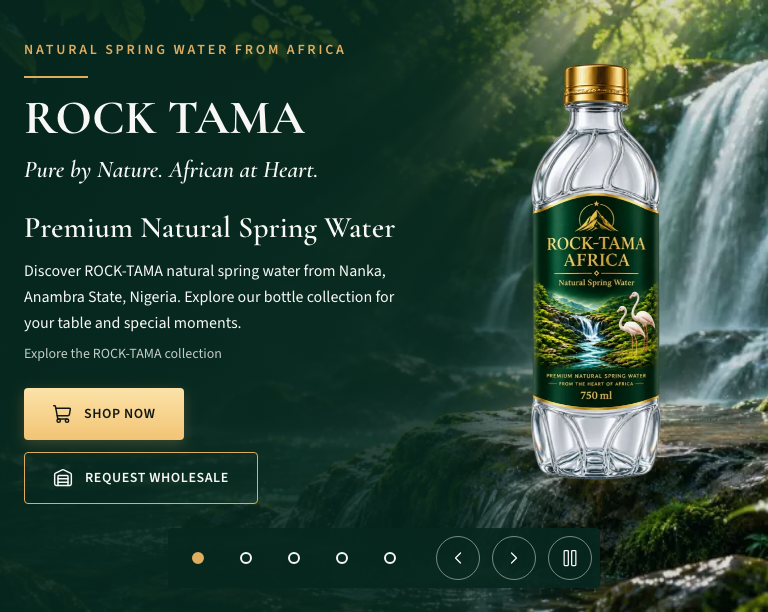 NATURAL SPRING WATER FROM AFRICA
ROCK TAMA
Pure by Nature. African at Heart.
Premium Natural Spring Water
Discover ROCK-TAMA natural spring water from Nanka,
Anambra State, Nigeria. Explore our bottle collection for
your table and special moments.
Explore the ROCK-TAMA collection
SHOP NOW
REQUEST WHOLESALE
ROCK-TAMA
AFRICA
Natural Spring Water
PREMIUM NATURAL SPRING WATER
FROM THE HEART OF AFRICA
750 ml